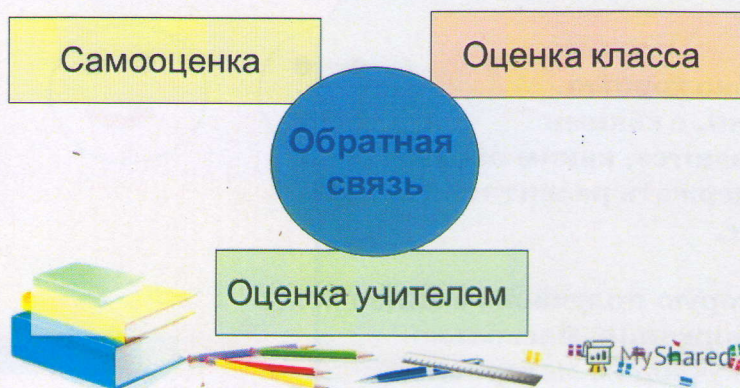 Самооценка
Оценка класса
Обратная
связь
Оценка учителем
MyShared